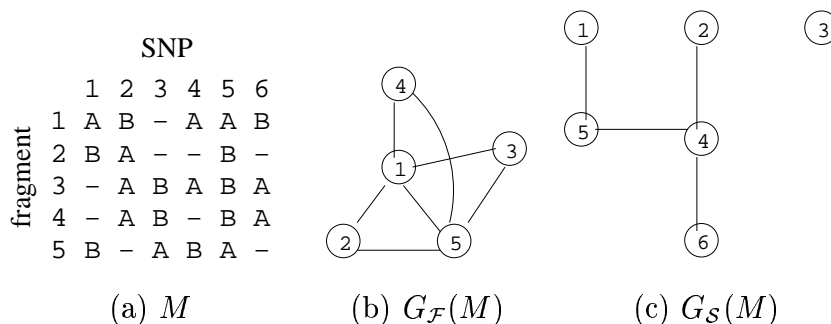 SNP
1 2 3 4 5 6
fragment
1 A B – A A B
2 B A – – B –
3 – A B A B A
4 – A B – B A
5 B – A B A –
4
1
3
2
5
1
2
3
5
4
6
(a) M
(b) G_F(M)
(c) G_S(M)